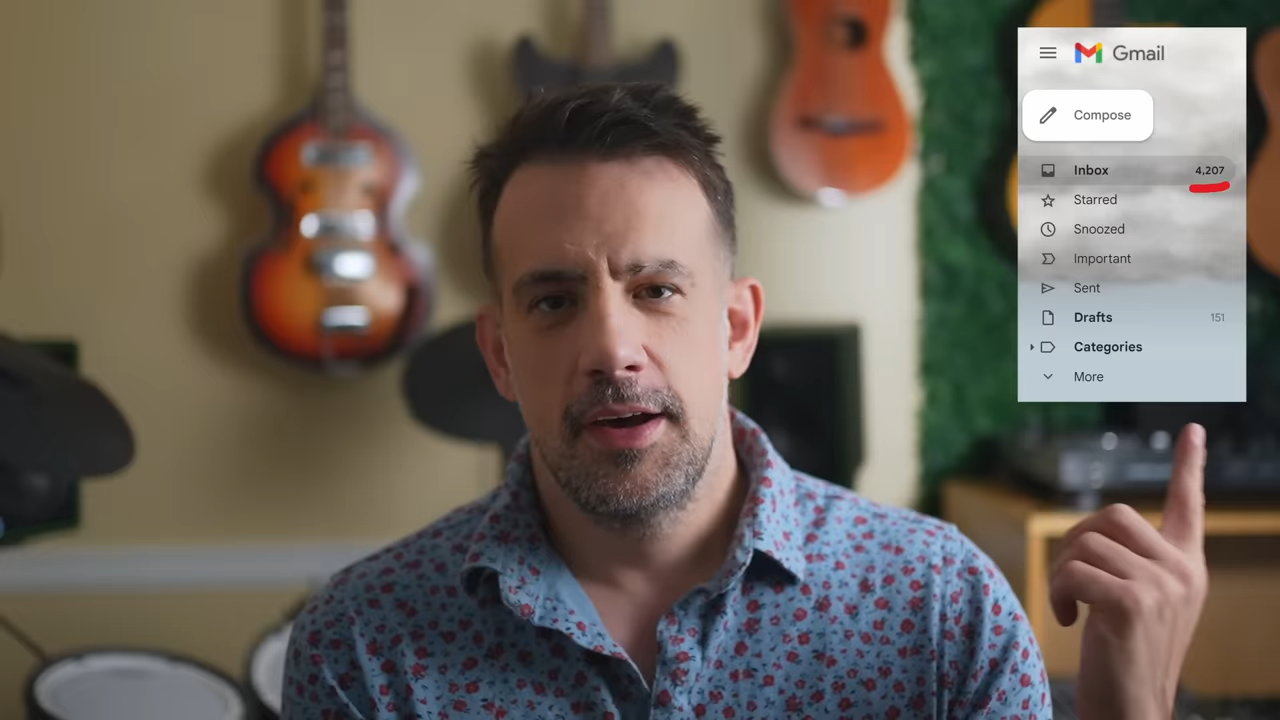 Gmail
Compose
Inbox 4,207
Starred
Snoozed
Important
Sent
Drafts 151
Categories
More